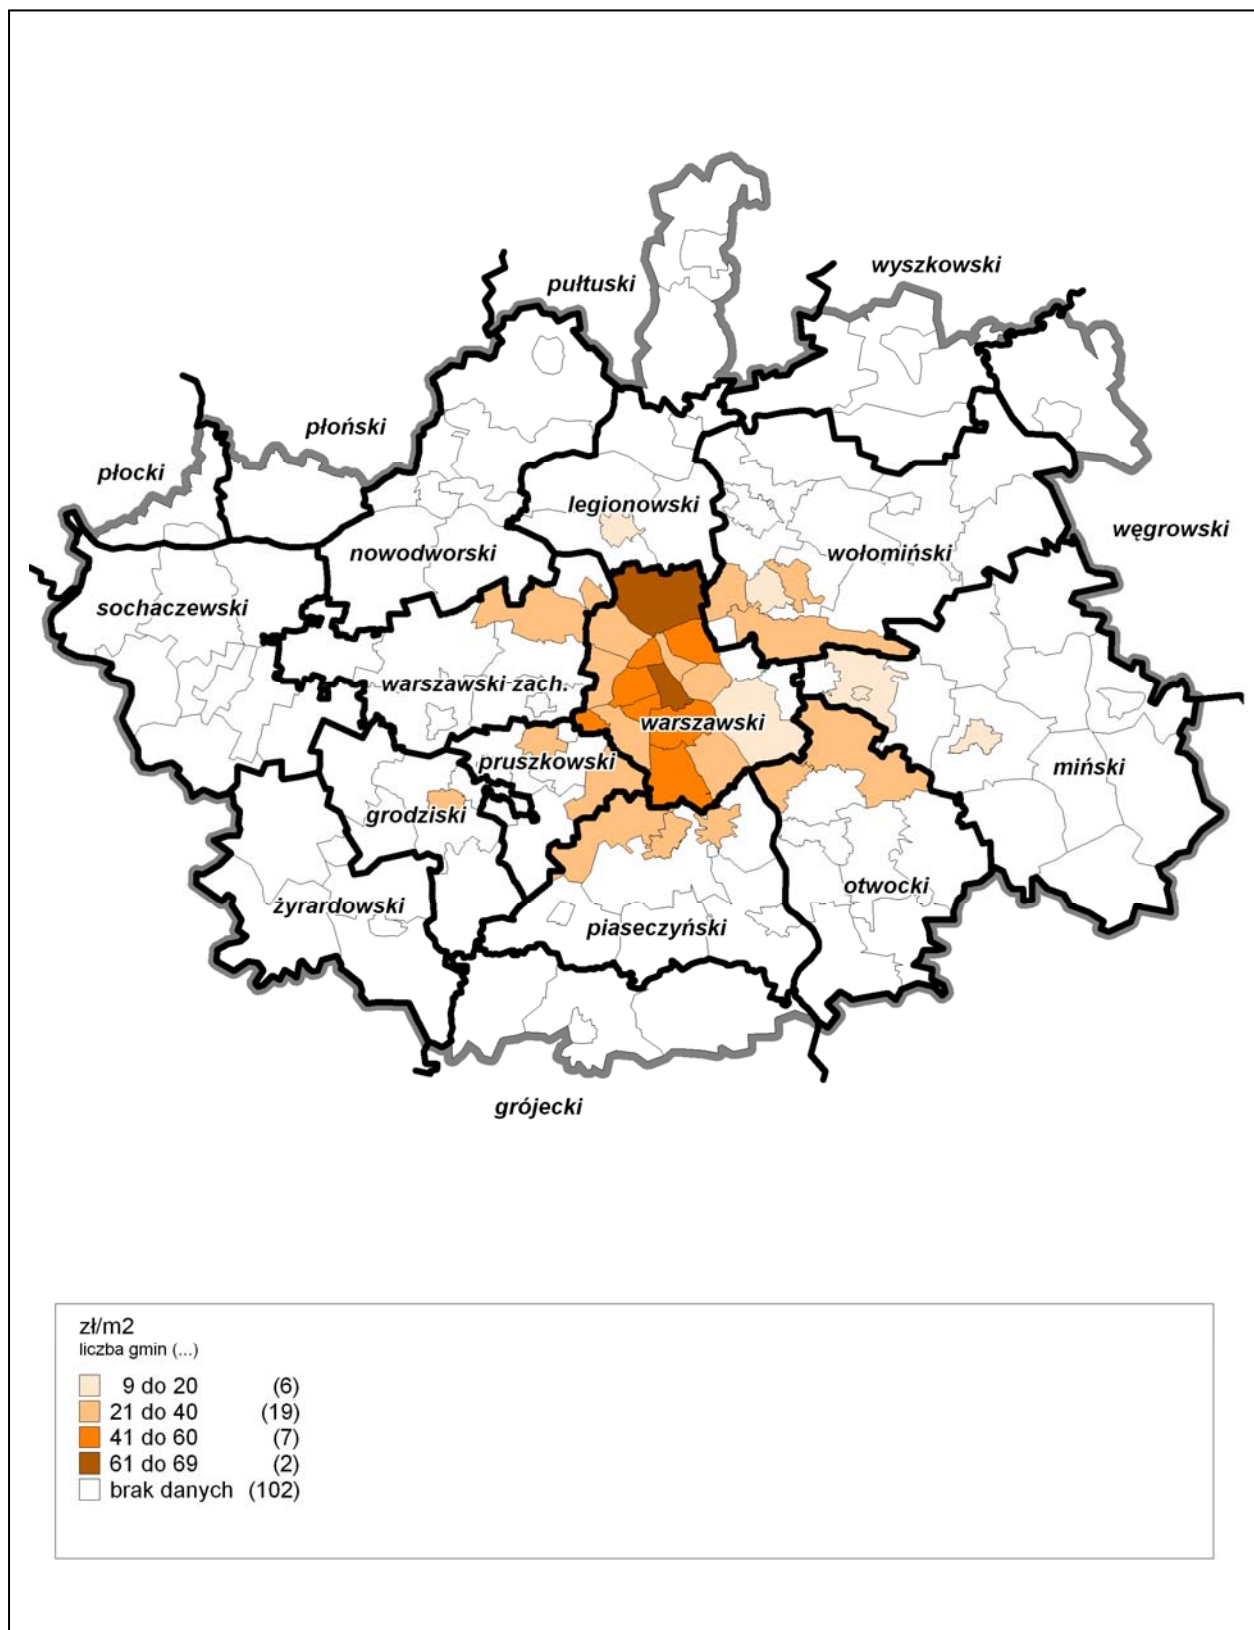 wyszkowski
pułtuski
płoński
płocki
legionowski
węgrowski
nowodworski
wołomiński
sochaczewski
warszawski zach.
warszawski
pruszkowski
miński
grodziski
otwocki
żyrardowski
piaseczyński
grójecki
zł/m2
liczba gmin (...)
9 do 20 (6)
21 do 40 (19)
41 do 60 (7)
61 do 69 (2)
brak danych (102)